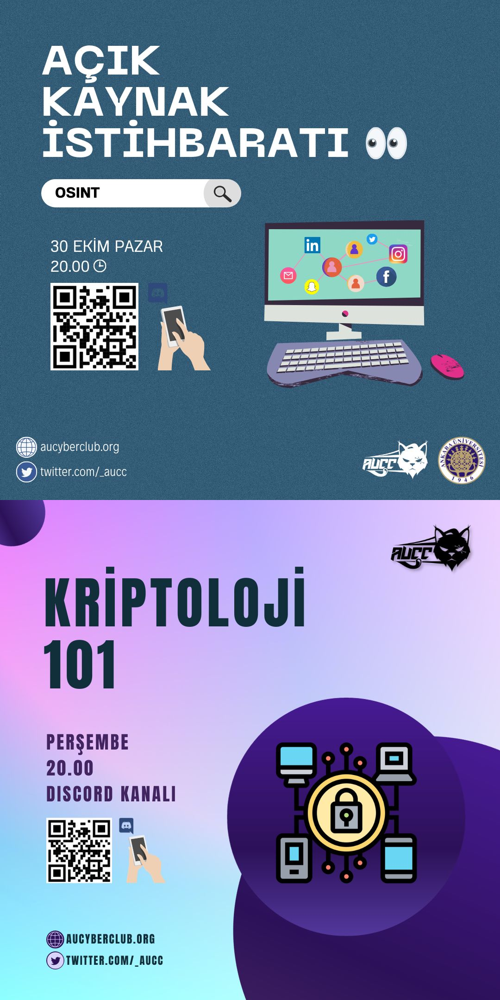 AÇIK
KAYNAK
İSTİHBARATI
OSINT
30 EKİM PAZAR
20.00
in
f
aucyberclub.org
twitter.com/_aucc
AUCC
ANKARA ÜNİVERSİTESİ
1946
AUCC
KRİPTOLOJİ
101
PERŞEMBE
20.00
DISCORD KANALI
AUCYBERCLUB.ORG
TWITTER.COM/_AUCC